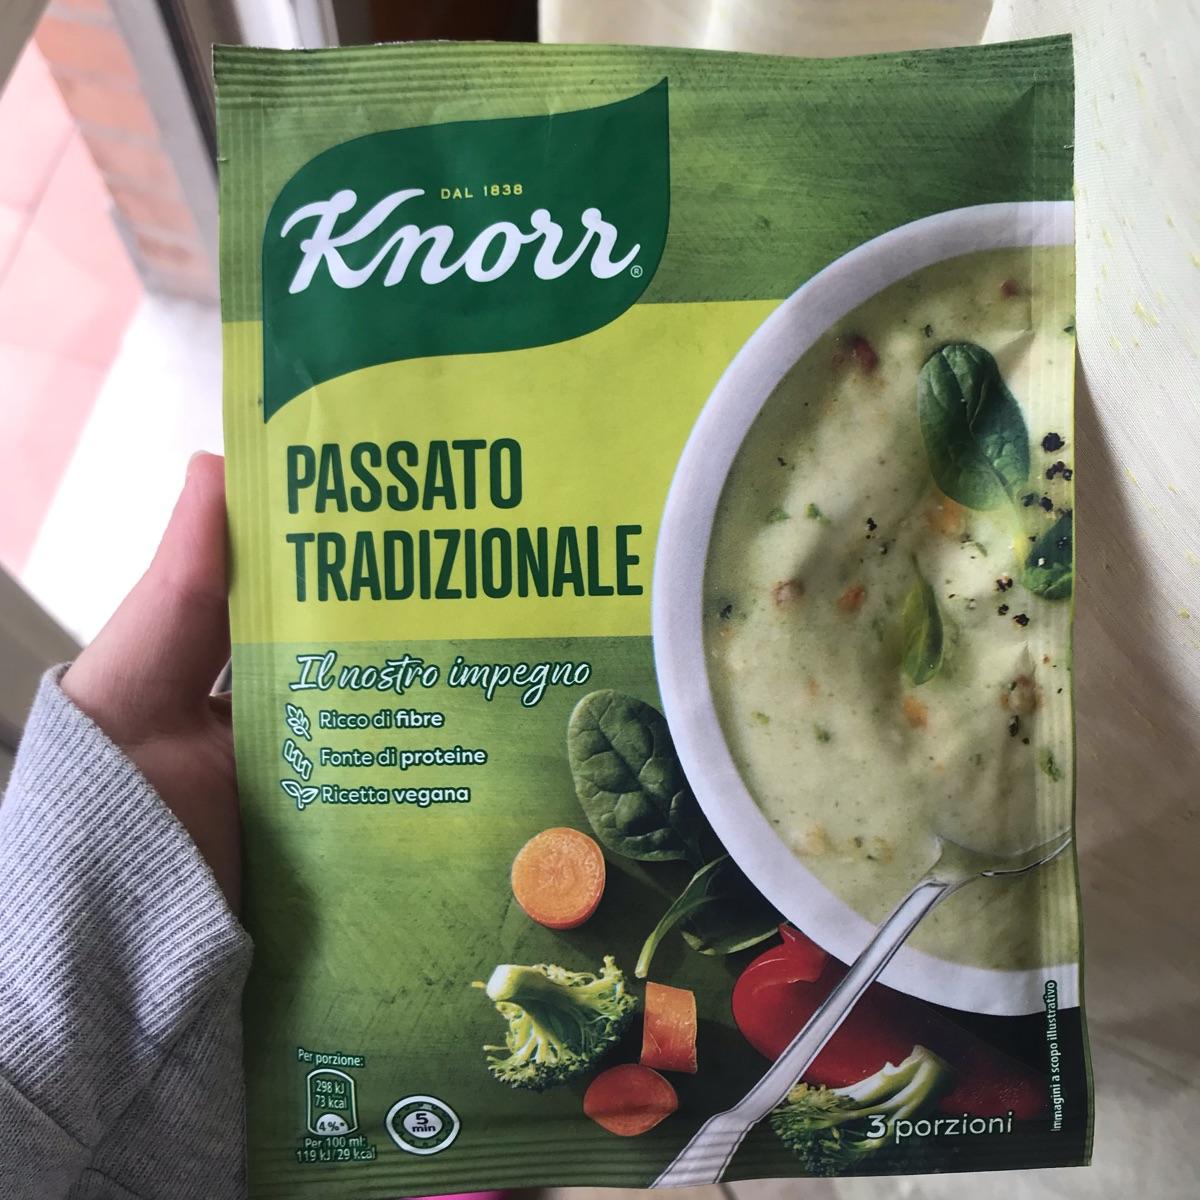 DAL 1838
Knorr®
PASSATO
TRADIZIONALE
Il nostro impegno
Ricco di fibre
Fonte di proteine
Ricetta vegana
Per porzione:
298 kJ
73 kcal
4%*
Per 100 ml:
119 kJ/29 kcal
5
min
3 porzioni
Immagini a scopo illustrativo